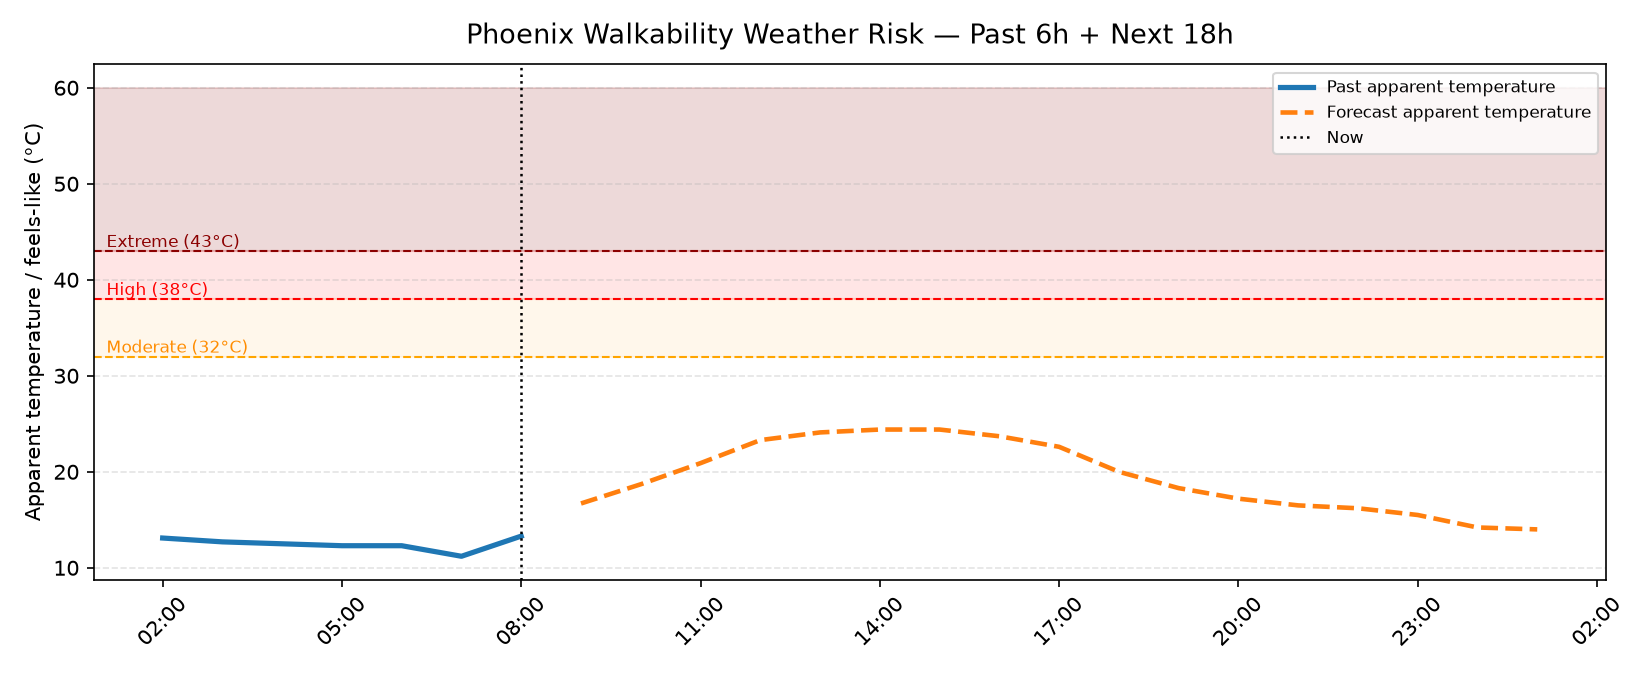 Phoenix Walkability Weather Risk — Past 6h + Next 18h
Apparent temperature / feels-like (°C)
60
50
40
30
20
10
Extreme (43°C)
High (38°C)
Moderate (32°C)
Past apparent temperature
Forecast apparent temperature
Now
02:00
05:00
08:00
11:00
14:00
17:00
20:00
23:00
02:00